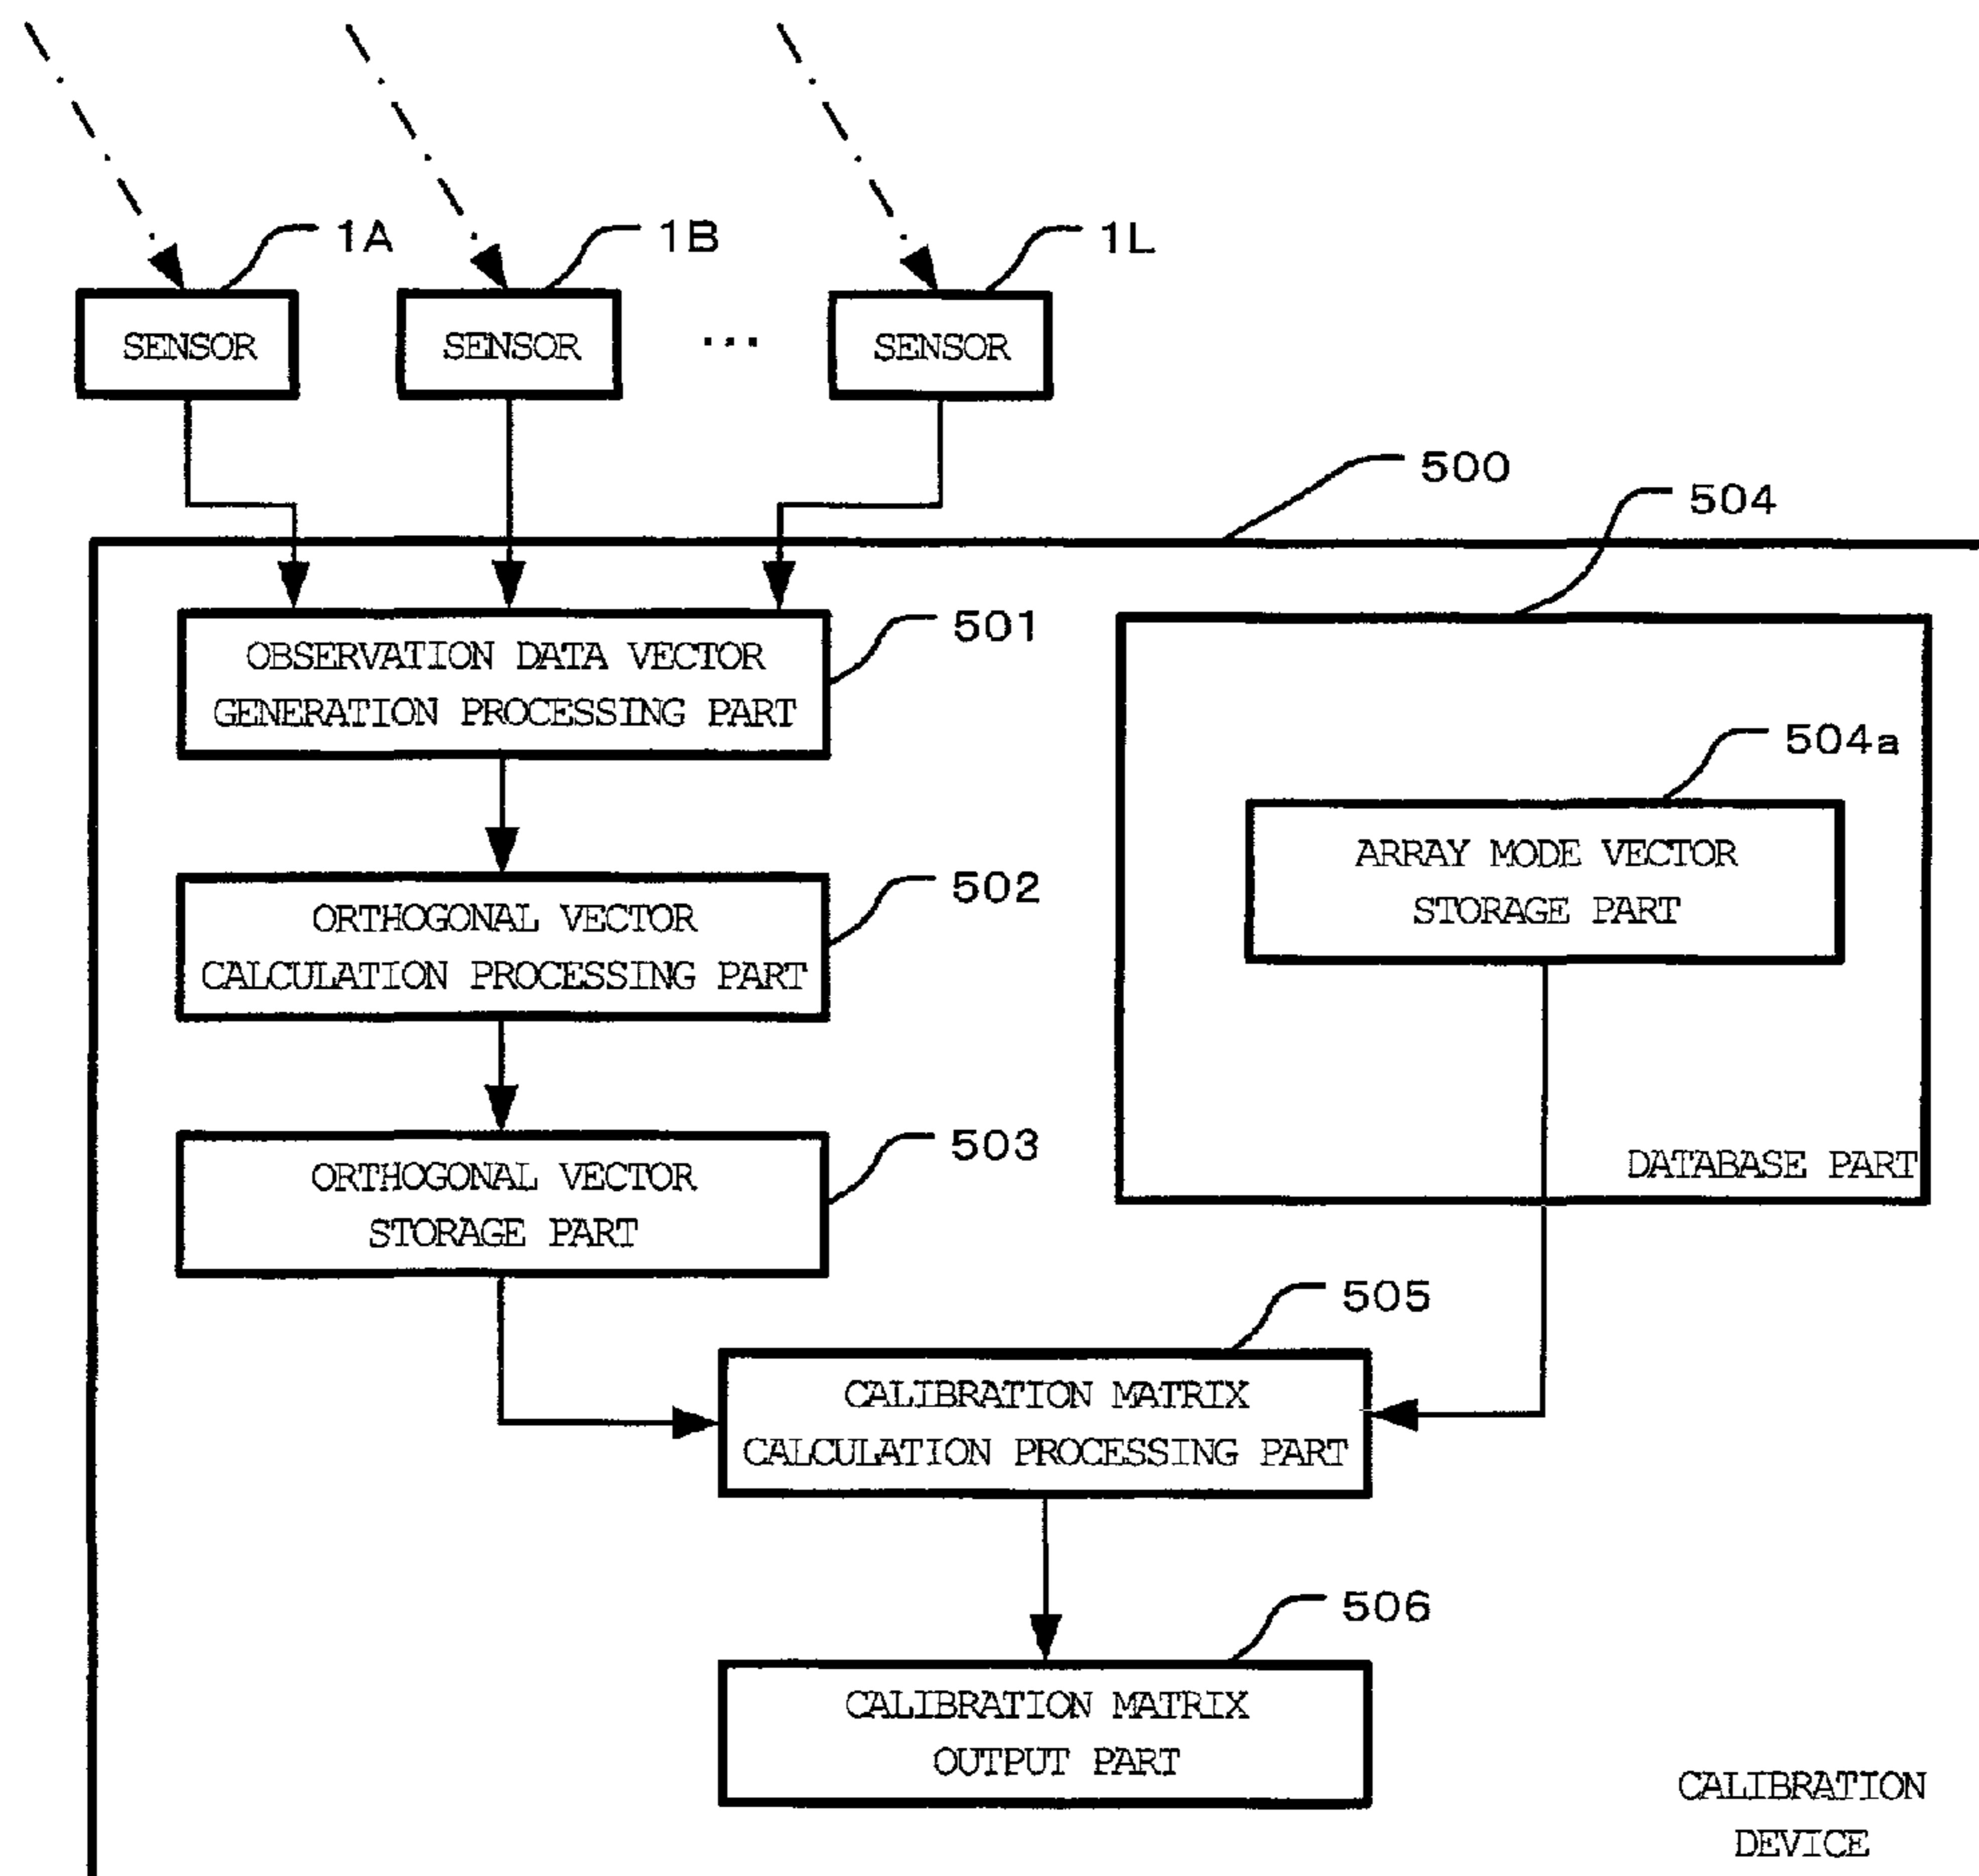 1A
1B
1L
SENSOR
SENSOR
...
SENSOR
500
504
501
OBSERVATION DATA VECTOR
GENERATION PROCESSING PART
504a
ARRAY MODE VECTOR
STORAGE PART
502
ORTHOGONAL VECTOR
CALCULATION PROCESSING PART
503
ORTHOGONAL VECTOR
STORAGE PART
DATABASE PART
505
CALIBRATION MATRIX
CALCULATION PROCESSING PART
506
CALIBRATION MATRIX
OUTPUT PART
CALIBRATION
DEVICE